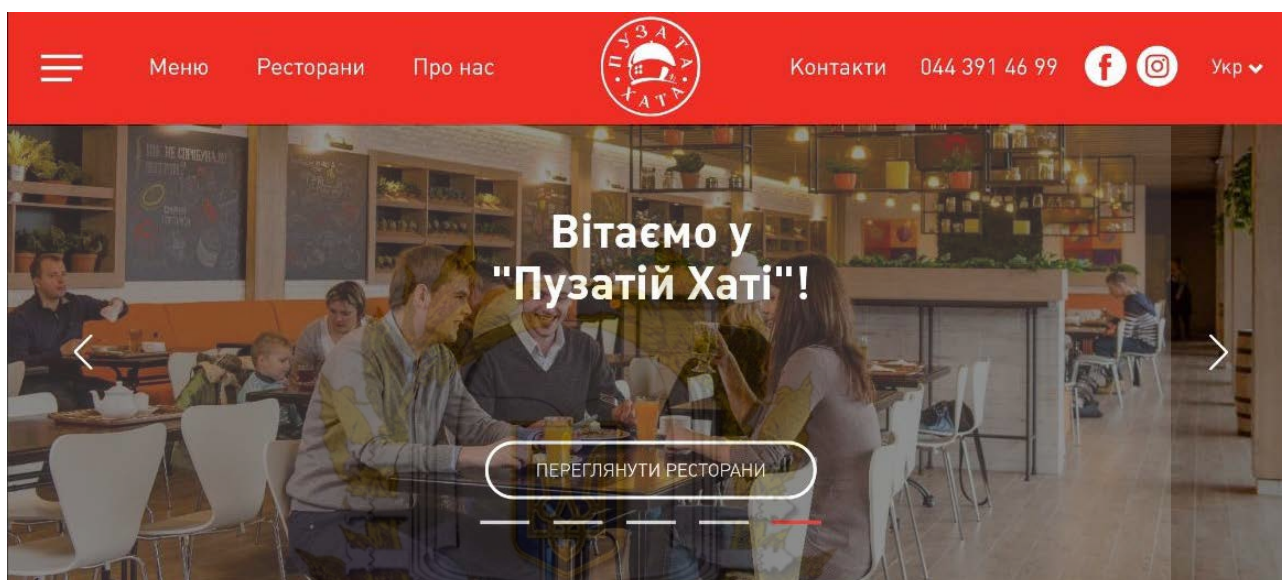 Меню
Ресторани
Про нас
ПУЗАТА ХАТА
Контакти
044 391 46 99
Укр
Вітаємо у
"Пузатій Хаті"!
ПЕРЕГЛЯНУТИ РЕСТОРАНИ